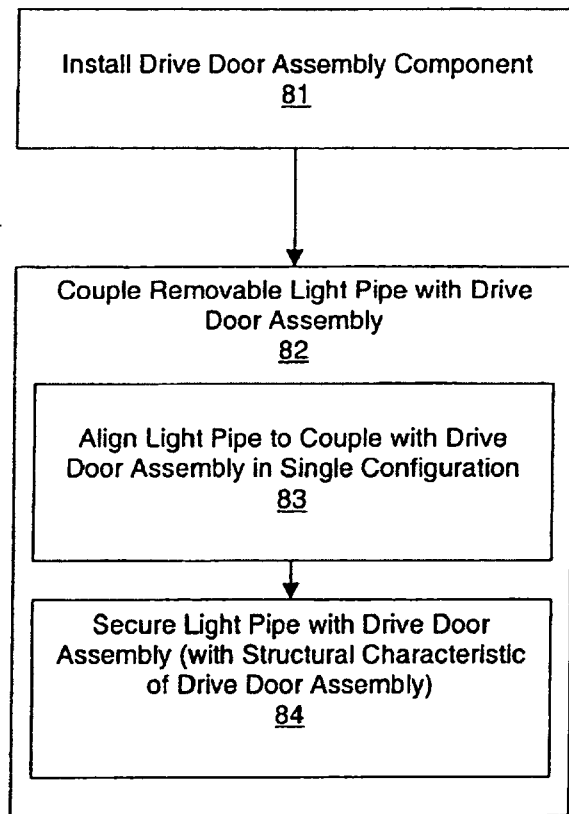 Install Drive Door Assembly Component
81
Couple Removable Light Pipe with Drive
Door Assembly
82
Align Light Pipe to Couple with Drive
Door Assembly in Single Configuration
83
Secure Light Pipe with Drive Door
Assembly (with Structural Characteristic
of Drive Door Assembly)
84